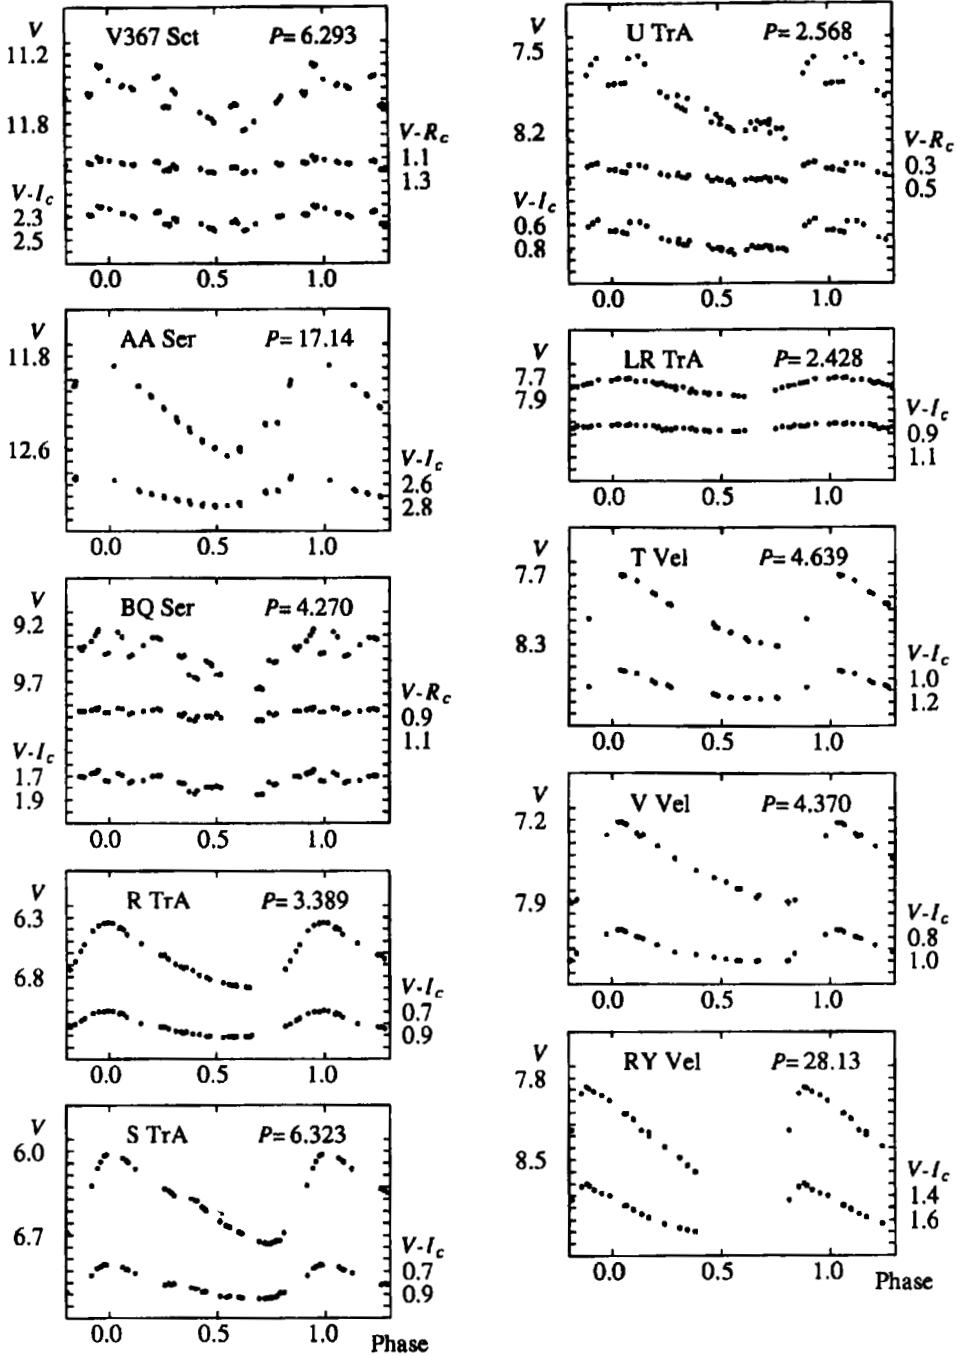 V
V367 Sct P= 6.293
11.2
11.8
V-Rc
1.1
1.3
V-Ic
2.3
2.5
0.0 0.5 1.0
V
AA Ser P= 17.14
11.8
12.6
V-Ic
2.6
2.8
0.0 0.5 1.0
V
BQ Ser P= 4.270
9.2
9.7
V-Rc
0.9
1.1
V-Ic
1.7
1.9
0.0 0.5 1.0
V
R TrA P= 3.389
6.3
6.8
V-Ic
0.7
0.9
0.0 0.5 1.0
V
S TrA P= 6.323
6.0
6.7
V-Ic
0.7
0.9
0.0 0.5 1.0
Phase
V
U TrA P= 2.568
7.5
8.2
V-Rc
0.3
0.5
V-Ic
0.6
0.8
0.0 0.5 1.0
V
LR TrA P= 2.428
7.7
7.9
V-Ic
0.9
1.1
0.0 0.5 1.0
V
T Vel P= 4.639
7.7
8.3
V-Ic
1.0
1.2
0.0 0.5 1.0
V
V Vel P= 4.370
7.2
7.9
V-Ic
0.8
1.0
0.0 0.5 1.0
V
RY Vel P= 28.13
7.8
8.5
V-Ic
1.4
1.6
0.0 0.5 1.0
Phase